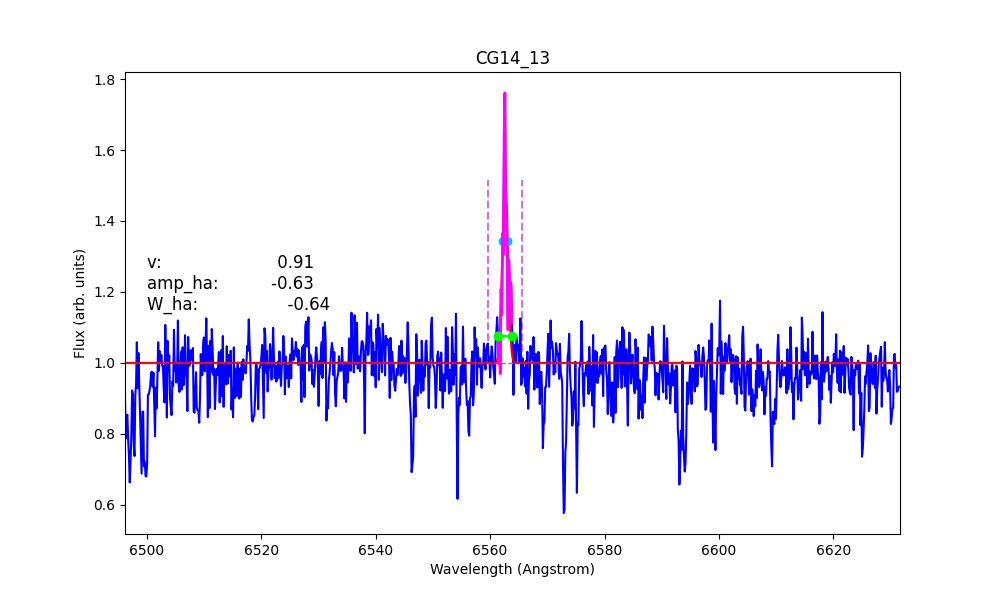 CG14_13
1.8
1.6
1.4
1.2
1.0
0.8
0.6
Flux (arb. units)
v: 0.91
amp_ha: -0.63
W_ha: -0.64
6500 6520 6540 6560 6580 6600 6620
Wavelength (Angstrom)